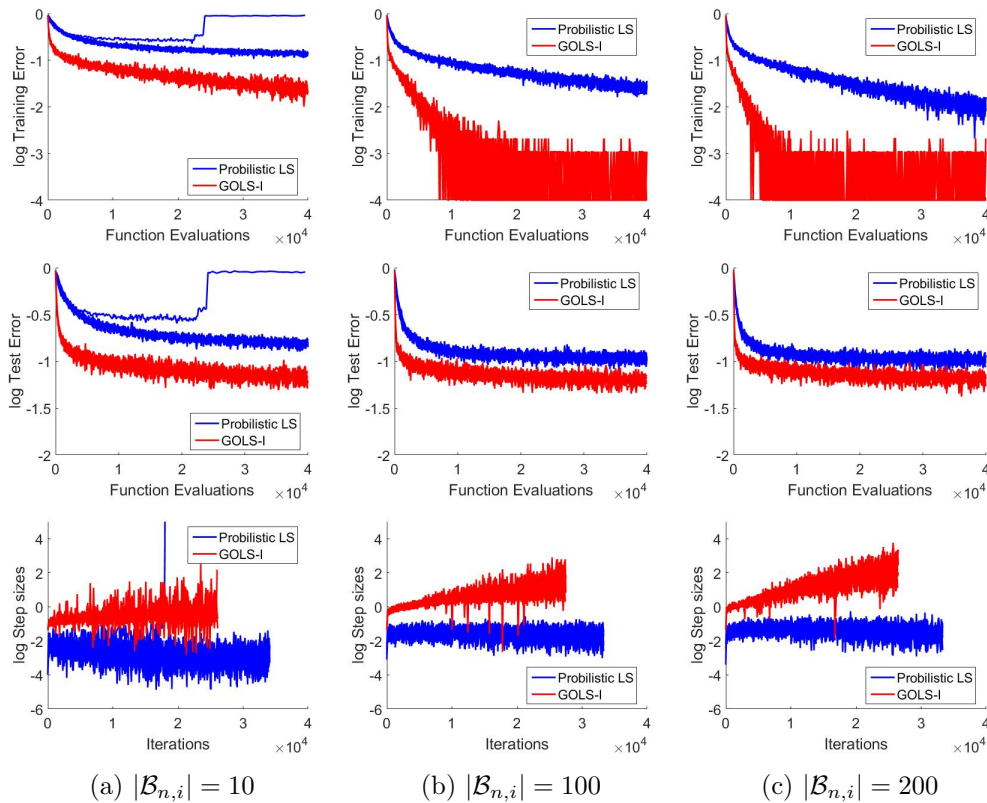 0
-1
-2
-3
-4
log Training Error
Probilistic LS
GOLS-I
0 1 2 3 4
Function Evaluations ×10^4
0
-1
-2
-3
-4
log Training Error
Probilistic LS
GOLS-I
0 1 2 3 4
Function Evaluations ×10^4
0
-1
-2
-3
-4
log Training Error
Probilistic LS
GOLS-I
0 1 2 3 4
Function Evaluations ×10^4
0
-0.5
-1
-1.5
-2
log Test Error
Probilistic LS
GOLS-I
0 1 2 3 4
Function Evaluations ×10^4
0
-0.5
-1
-1.5
-2
log Test Error
Probilistic LS
GOLS-I
0 1 2 3 4
Function Evaluations ×10^4
0
-0.5
-1
-1.5
-2
log Test Error
Probilistic LS
GOLS-I
0 1 2 3 4
Function Evaluations ×10^4
4
2
0
-2
-4
-6
log Step sizes
Probilistic LS
GOLS-I
0 1 2 3 4
Iterations ×10^4
4
2
0
-2
-4
-6
log Step sizes
Probilistic LS
GOLS-I
0 1 2 3 4
Iterations ×10^4
4
2
0
-2
-4
-6
log Step sizes
Probilistic LS
GOLS-I
0 1 2 3 4
Iterations ×10^4
(a) |ℬn,i| = 10
(b) |ℬn,i| = 100
(c) |ℬn,i| = 200